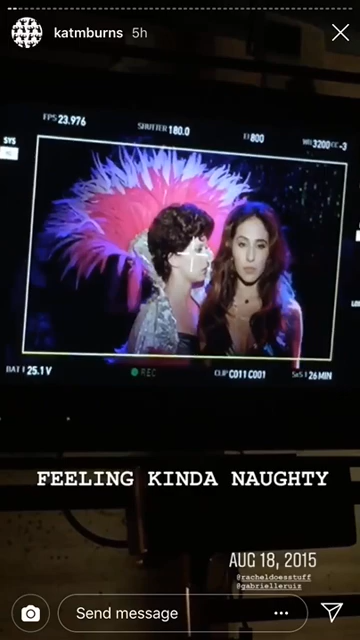 katmburns 5h
FPS 23.976
SHUTTER 180.0
EI 800
WB 3200 CC -3
SYS
BAT 1 25.1 V
REC
CLIP C011 C001
SxS 1 26 MIN
FEELING KINDA NAUGHTY
AUG 18, 2015
@racheldoesstuff
@gabrielleruiz
Send message